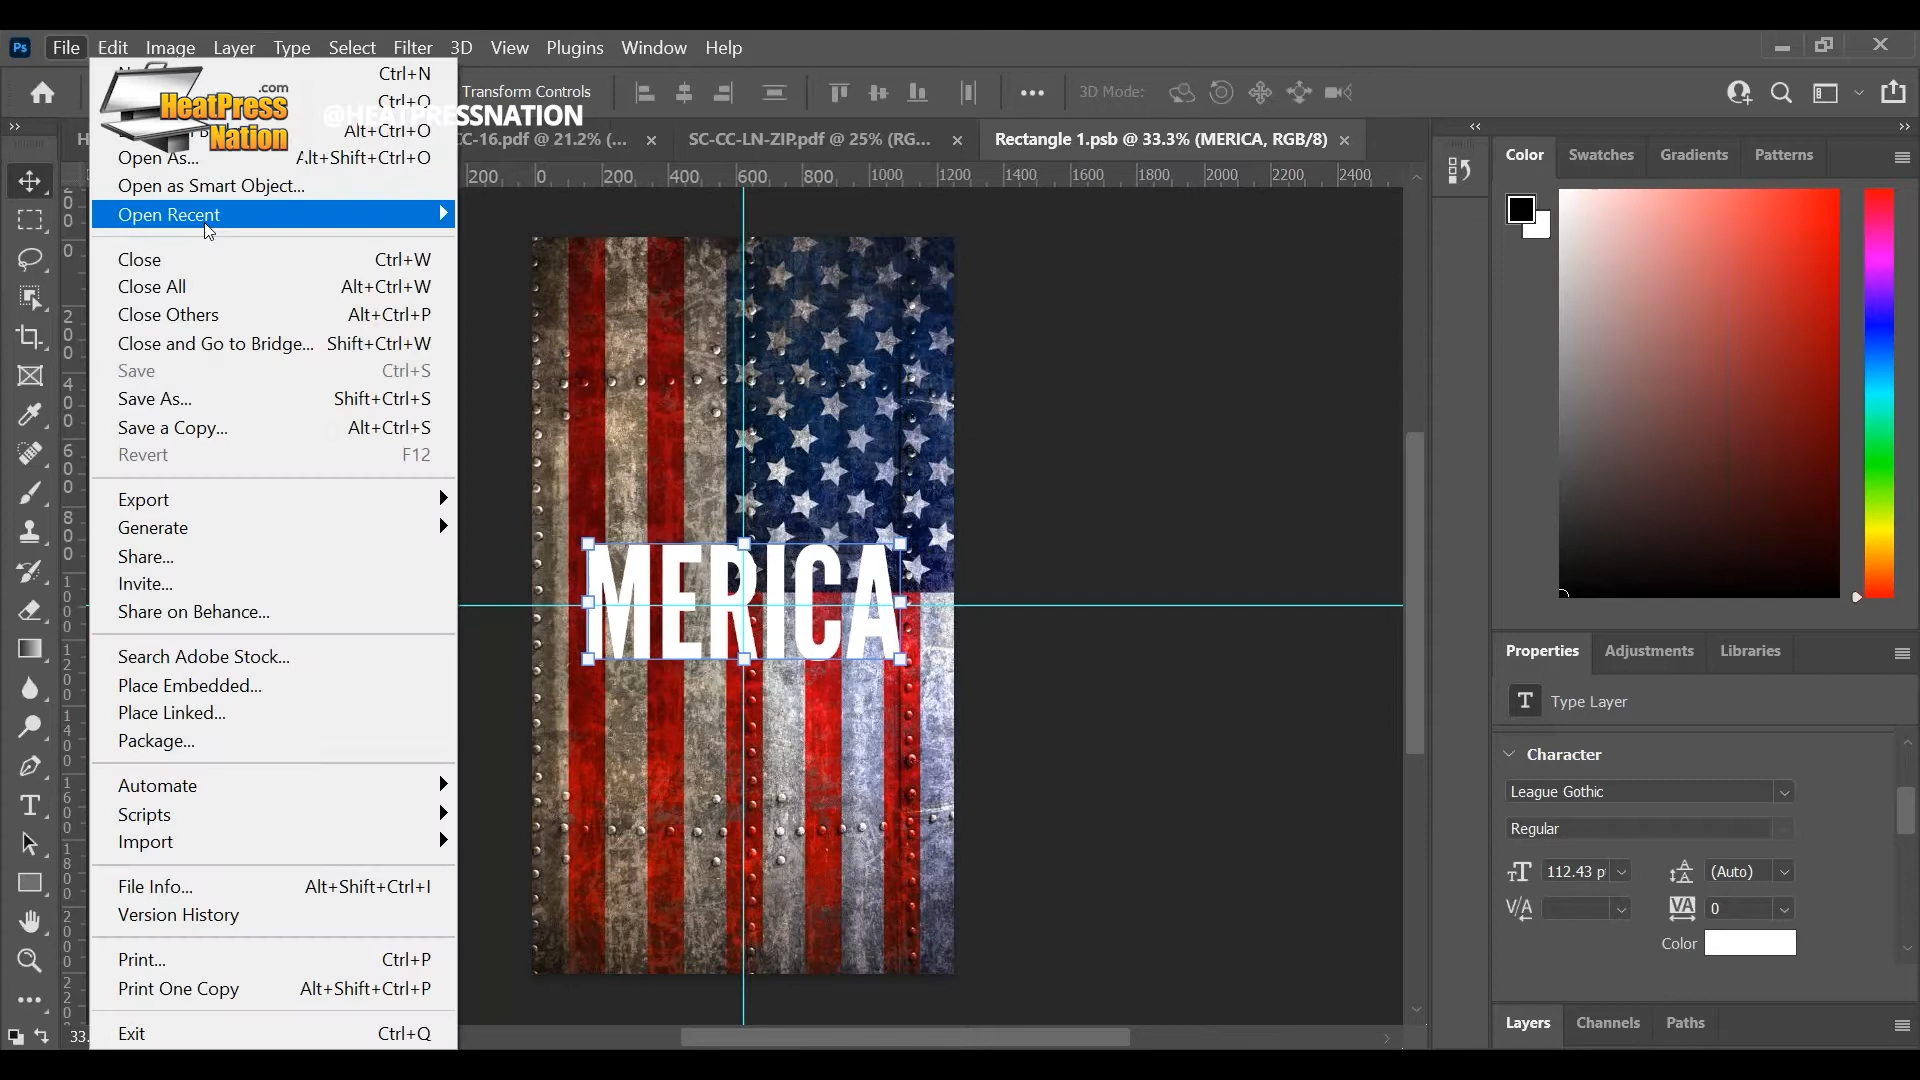 Ps File Edit Image Layer Type Select Filter 3D View Plugins Window Help
Transform Controls
3D Mode:
.com
HeatPress
Nation
@HEATPRESSNATION
CC-16.pdf @ 21.2% (... SC-CC-LN-ZIP.pdf @ 25% (RG... Rectangle 1.psb @ 33.3% (MERICA, RGB/8)
200 0 200 400 600 800 1000 1200 1400 1600 1800 2000 2200 2400
Ctrl+N
Ctrl+O
Alt+Ctrl+O
Open As... Alt+Shift+Ctrl+O
Open as Smart Object...
Open Recent
Close Ctrl+W
Close All Alt+Ctrl+W
Close Others Alt+Ctrl+P
Close and Go to Bridge... Shift+Ctrl+W
Save Ctrl+S
Save As... Shift+Ctrl+S
Save a Copy... Alt+Ctrl+S
Revert F12
Export
Generate
Share...
Invite...
Share on Behance...
Search Adobe Stock...
Place Embedded...
Place Linked...
Package...
Automate
Scripts
Import
File Info... Alt+Shift+Ctrl+I
Version History
Print... Ctrl+P
Print One Copy Alt+Shift+Ctrl+P
Exit Ctrl+Q
33.
MERICA
Color Swatches Gradients Patterns
Properties Adjustments Libraries
T Type Layer
Character
League Gothic
Regular
112.43 p (Auto)
V/A VA 0
Color
Layers Channels Paths